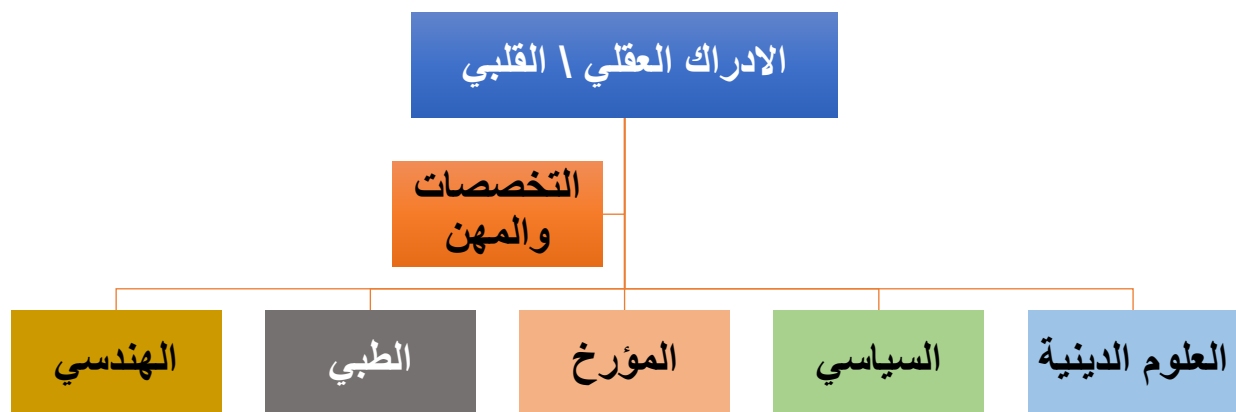 الادراك العقلي \ القلبي
التخصصات
والمهن
العلوم الدينية
السياسي
المؤرخ
الطبي
الهندسي